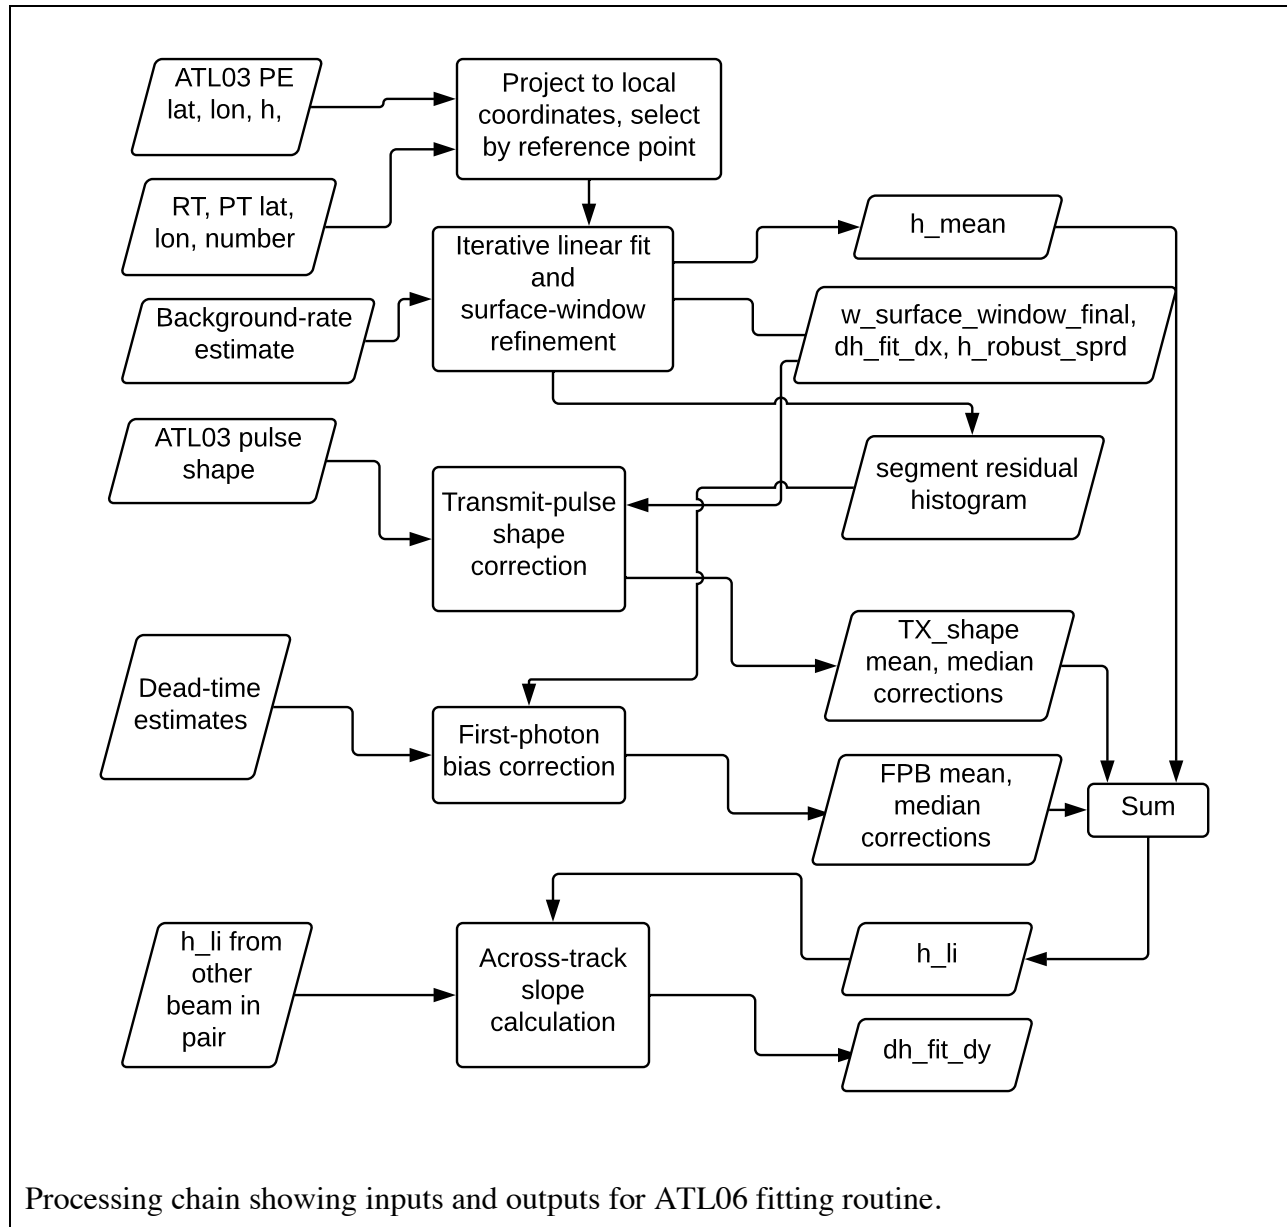 ATL03 PE
lat, lon, h,
Project to local
coordinates, select
by reference point
RT, PT lat,
lon, number
Iterative linear fit
and
surface-window
refinement
h_mean
Background-rate
estimate
w_surface_window_final,
dh_fit_dx, h_robust_sprd
ATL03 pulse
shape
segment residual
histogram
Transmit-pulse
shape
correction
TX_shape
mean, median
corrections
Dead-time
estimates
First-photon
bias correction
FPB mean,
median
corrections
Sum
h_li from
other
beam in
pair
Across-track
slope
calculation
h_li
dh_fit_dy
Processing chain showing inputs and outputs for ATL06 fitting routine.